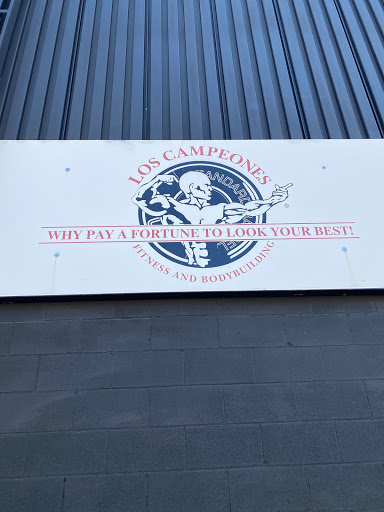 LOS CAMPEONES
WHY PAY A FORTUNE TO LOOK YOUR BEST!
FITNESS AND BODYBUILDING